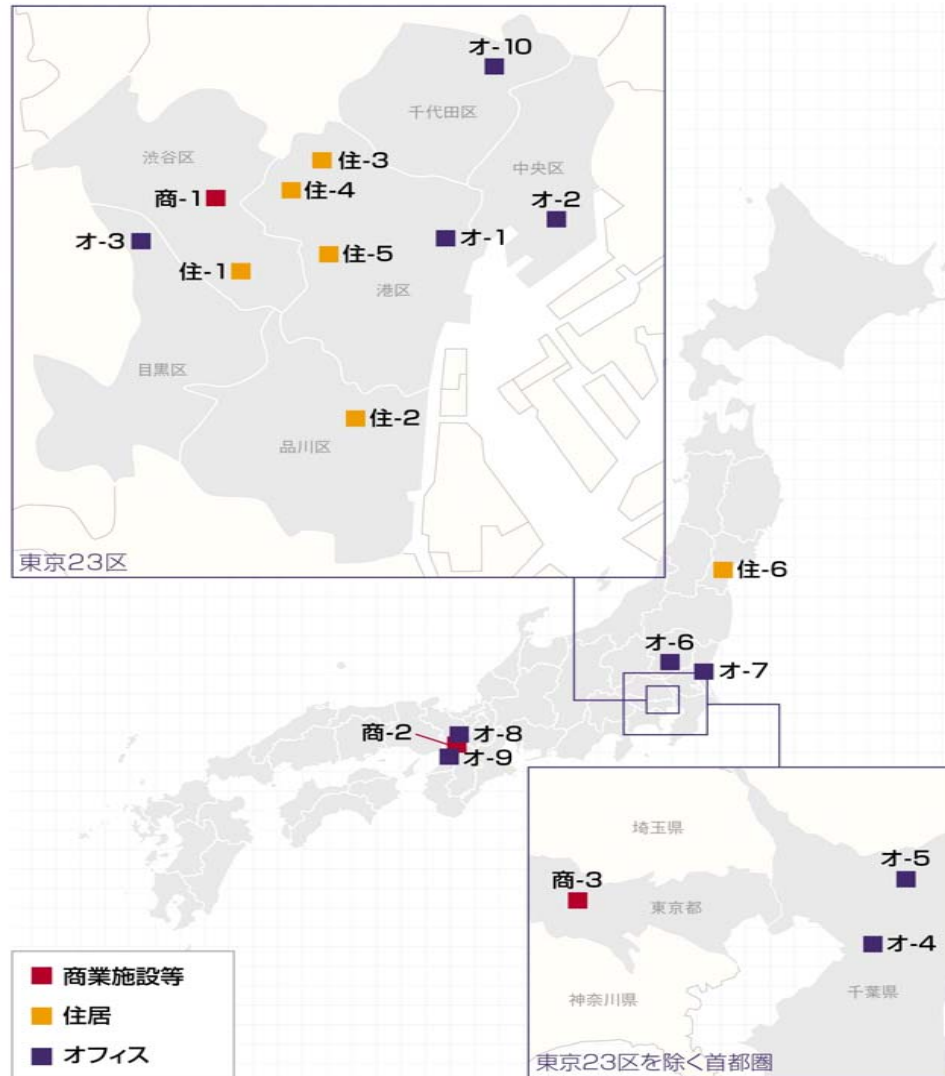 オ-10
千代田区
渋谷区
住-3
中央区
住-4
商-1
オ-2
オ-3
オ-1
住-5
住-1
港区
目黒区
住-2
品川区
東京23区
住-6
オ-6
オ-7
商-2
オ-8
オ-9
埼玉県
オ-5
商-3
東京都
オ-4
神奈川県
千葉県
東京23区を除く首都圏
商業施設等
住居
オフィス